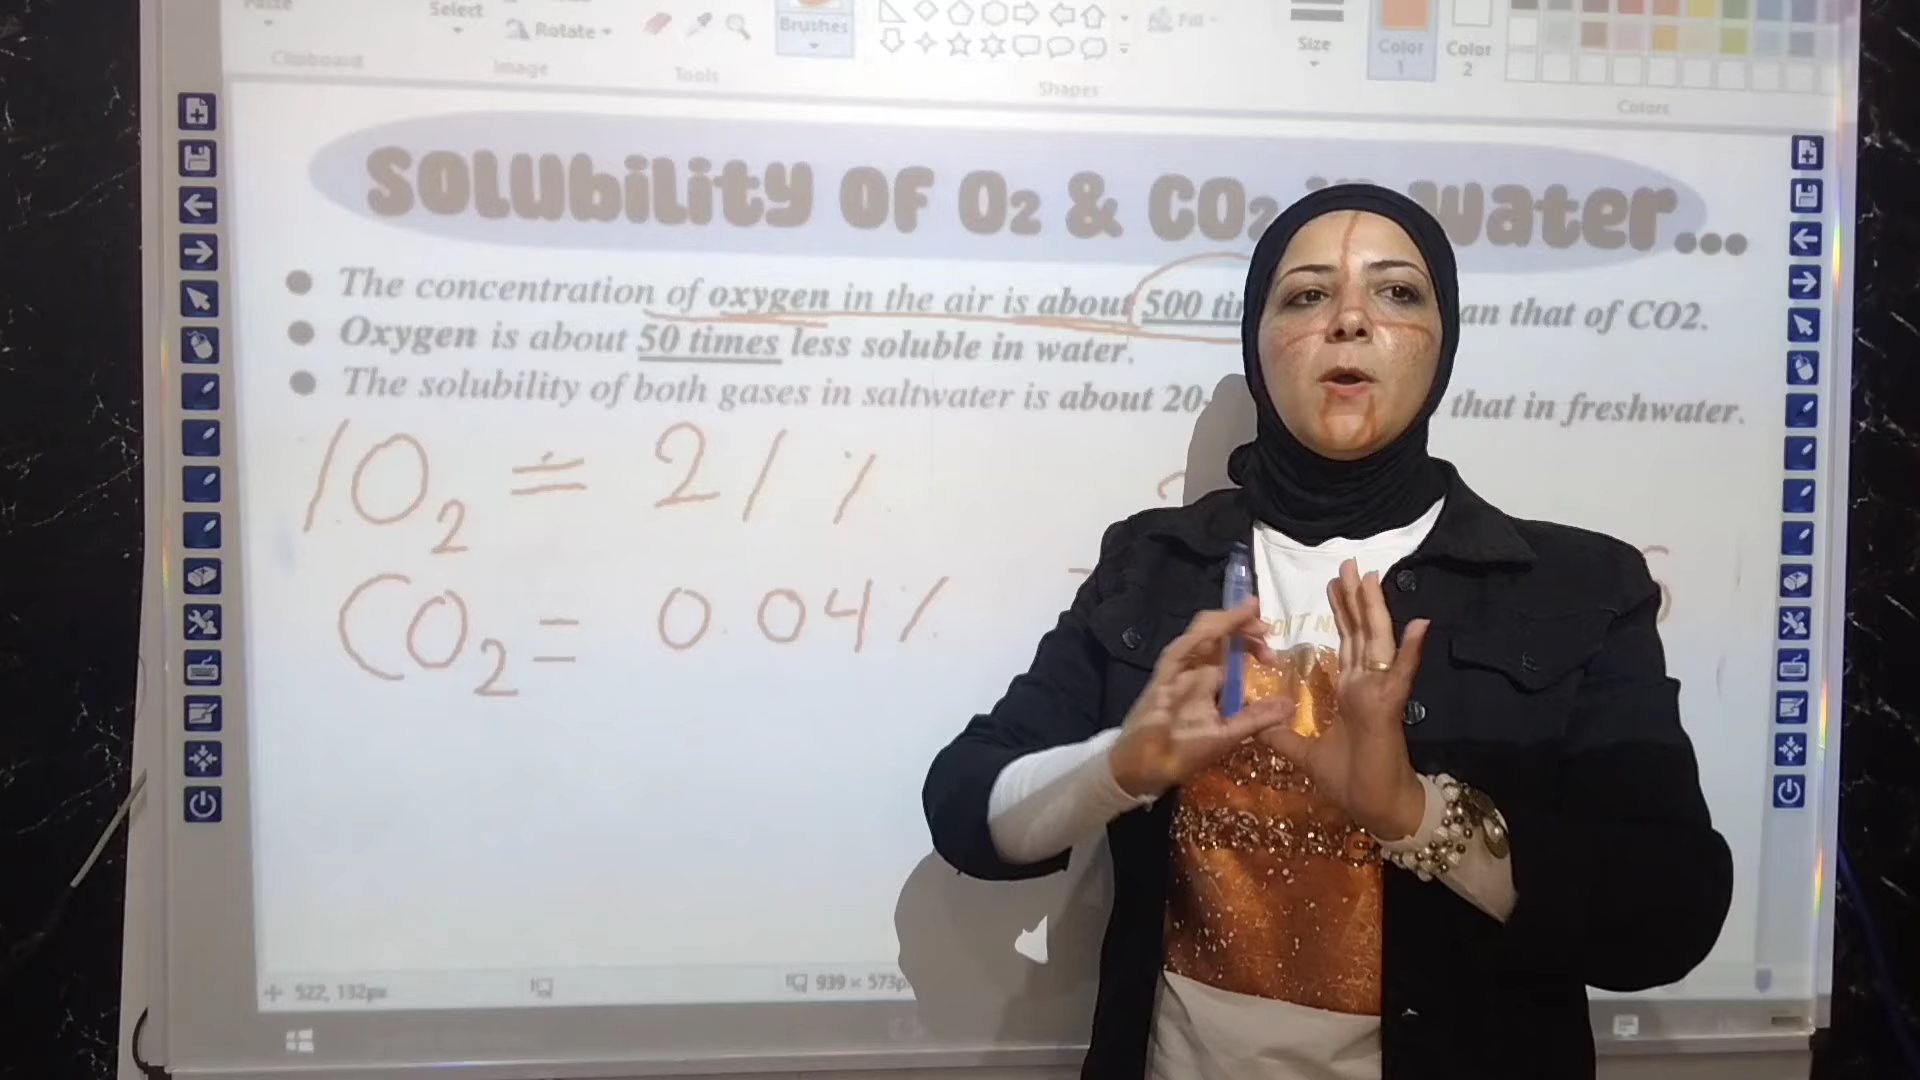 Paste
Select
Rotate
Brushes
Fill
Size
Color
1
Color
2
Clipboard
Image
Tools
Shapes
Colors
SOLUBILITY OF O2 & CO2 in water...
The concentration of oxygen in the air is about 500 an that of CO2.
Oxygen is about 50 times less soluble in water.
The solubility of both gases in saltwater is about 20- that in freshwater.
O2 = 21 %
CO2 = 0.04 %
522, 132px
939 × 573p